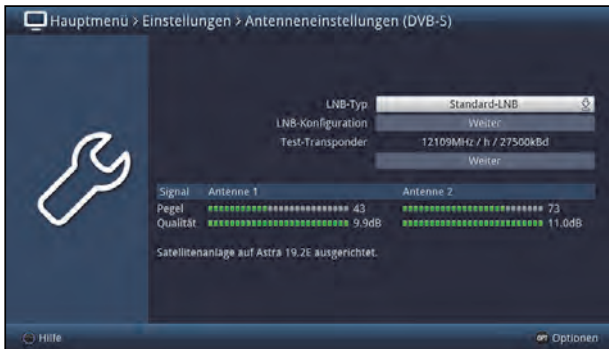 Hauptmenü > Einstellungen > Antenneneinstellungen (DVB-S)
LNB-Typ Standard-LNB
LNB-Konfiguration Weiter
Test-Transponder 12109MHz / h / 27500kBd
Weiter
Signal Antenne 1 Antenne 2
Pegel 43 73
Qualität 9.9dB 11.0dB
Satellitenanlage auf Astra 19.2E ausgerichtet.
Hilfe OPT Optionen